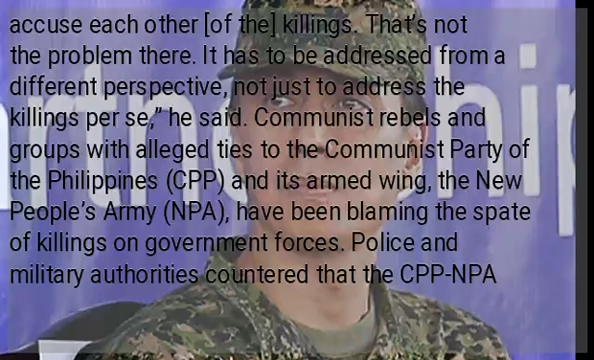 accuse each other [of the] killings. That's not
the problem there. It has to be addressed from a
different perspective, not just to address the
killings per se,” he said. Communist rebels and
groups with alleged ties to the Communist Party of
the Philippines (CPP) and its armed wing, the New
People’s Army (NPA), have been blaming the spate
of killings on government forces. Police and
military authorities countered that the CPP-NPA